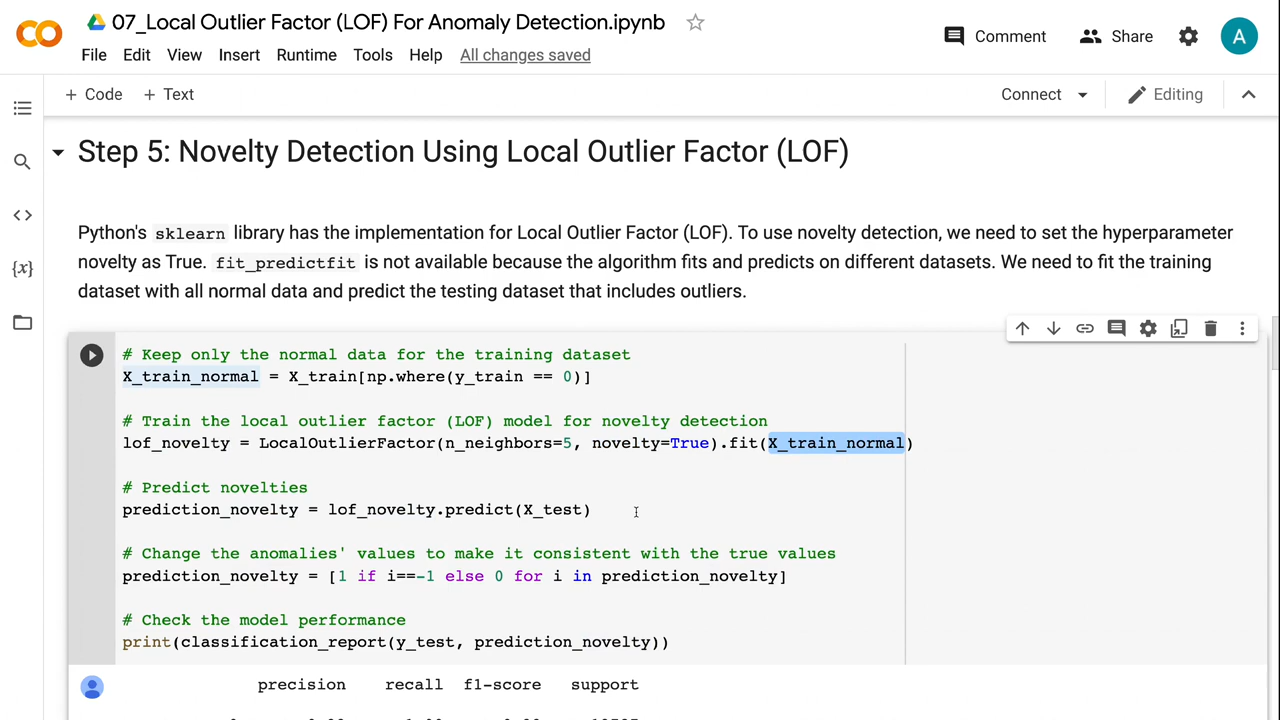 07_Local Outlier Factor (LOF) For Anomaly Detection.ipynb
Comment Share A
File Edit View Insert Runtime Tools Help All changes saved
+ Code + Text Connect Editing
Step 5: Novelty Detection Using Local Outlier Factor (LOF)
Python's sklearn library has the implementation for Local Outlier Factor (LOF). To use novelty detection, we need to set the hyperparameter
novelty as True. fit_predictfit is not available because the algorithm fits and predicts on different datasets. We need to fit the training
dataset with all normal data and predict the testing dataset that includes outliers.
# Keep only the normal data for the training dataset
X_train_normal = X_train[np.where(y_train == 0)]
# Train the local outlier factor (LOF) model for novelty detection
lof_novelty = LocalOutlierFactor(n_neighbors=5, novelty=True).fit(X_train_normal)
# Predict novelties
prediction_novelty = lof_novelty.predict(X_test)
# Change the anomalies' values to make it consistent with the true values
prediction_novelty = [1 if i==-1 else 0 for i in prediction_novelty]
# Check the model performance
print(classification_report(y_test, prediction_novelty))
precision recall f1-score support